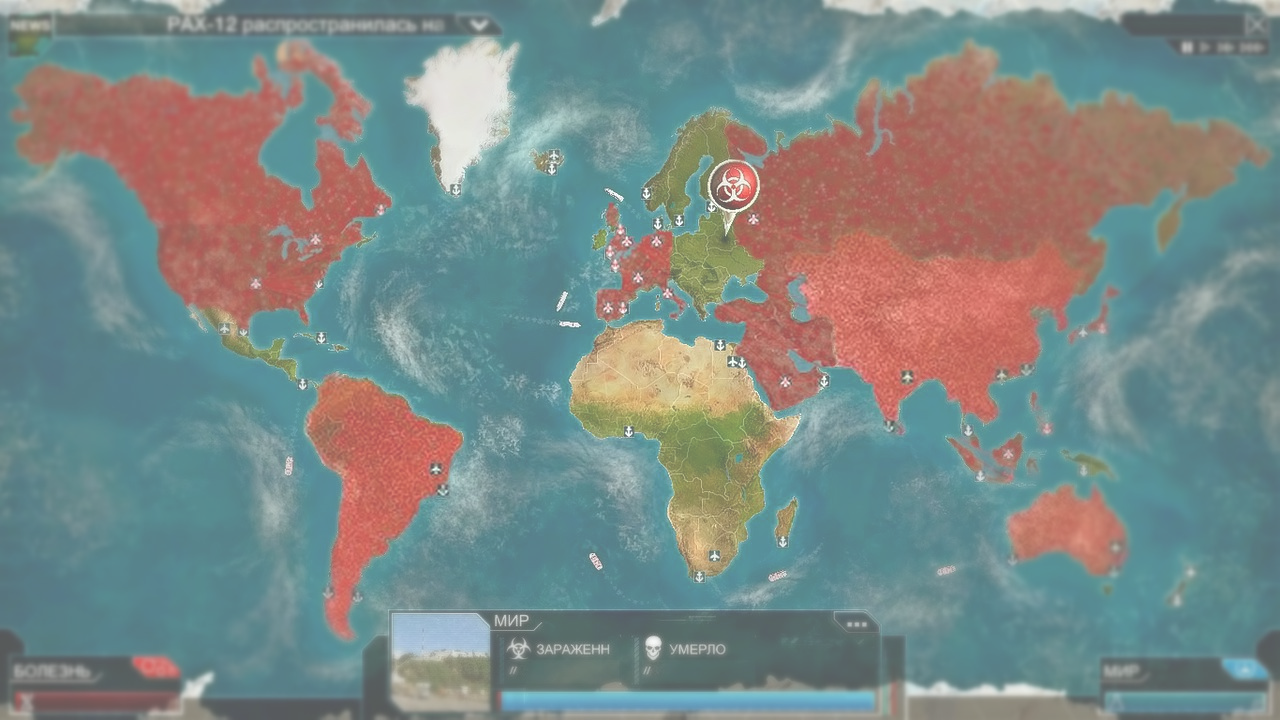 NEWS
PAX-12 распространилась на
МИР
ЗАРАЖЕНН
УМЕРЛО
//
//
БОЛЕЗНЬ
МИР